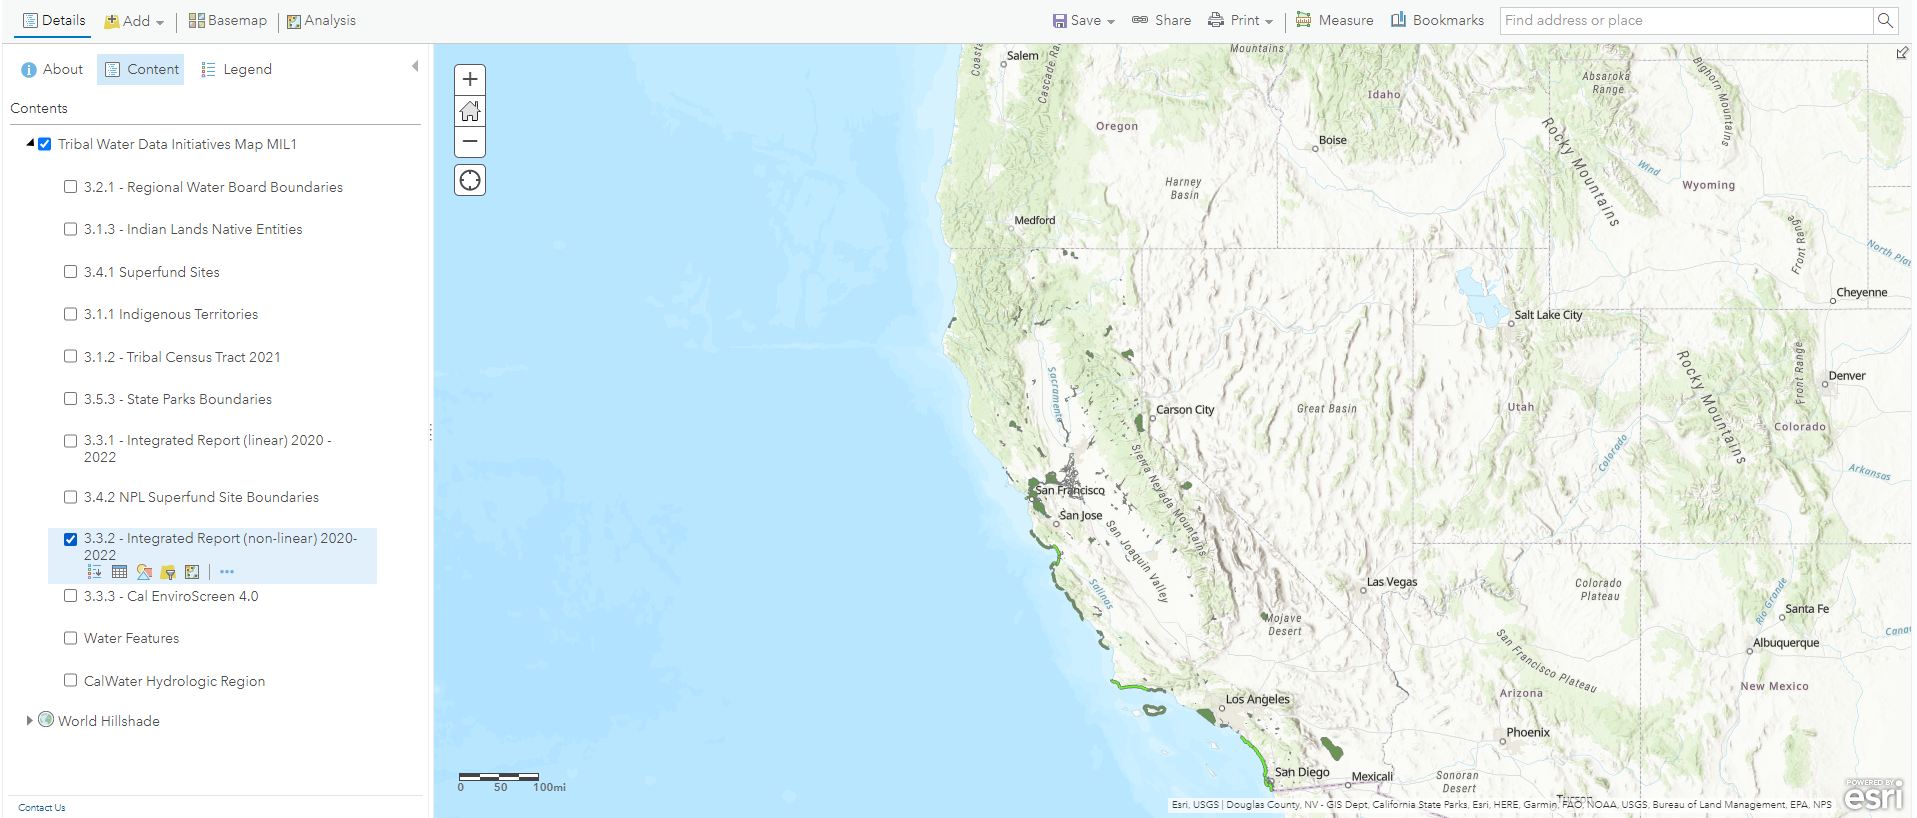 Details
Add
Basemap
Analysis
Save
Share
Print
Measure
Bookmarks
Find address or place
About
Content
Legend
Contents
Tribal Water Data Initiatives Map MIL1
3.2.1 - Regional Water Board Boundaries
3.1.3 - Indian Lands Native Entities
3.4.1 Superfund Sites
3.1.1 Indigenous Territories
3.1.2 - Tribal Census Tract 2021
3.5.3 - State Parks Boundaries
3.3.1 - Integrated Report (linear) 2020 -
2022
3.4.2 NPL Superfund Site Boundaries
3.3.2 - Integrated Report (non-linear) 2020-
2022
3.3.3 - Cal EnviroScreen 4.0
Water Features
CalWater Hydrologic Region
World Hillshade
Contact Us
Mountains
Salem
Coasta
Cascade Ra
Absaroka
Range
Bighorn Mountains
Idaho
Oregon
Boise
Rocky Mountains
Wind
Wyoming
Harney
Basin
Medford
Front Ra
North Pla
Cheyenne
Salt Lake City
Sacramento
Rocky Mountains
Front Range
Denver
Carson City
Great Basin
Utah
Colorado
Colorado
Arkansas
Sierra Nevada Mountains
San Francisco
San Jose
San Joaquin Valley
Salinas
Las Vegas
Colorado
Plateau
Rio Grande
Santa Fe
Mojave
Desert
Canad
Albuquerque
San Francisco Plateau
New Mexico
Arizona
Los Angeles
Phoenix
San Diego
Mexicali
Sonoran
Desert
Tucson
0 50 100mi
Esri, USGS | Douglas County, NV - GIS Dept, California State Parks, Esri, HERE, Garmin, FAO, NOAA, USGS, Bureau of Land Management, EPA, NPS
POWERED BY
esri